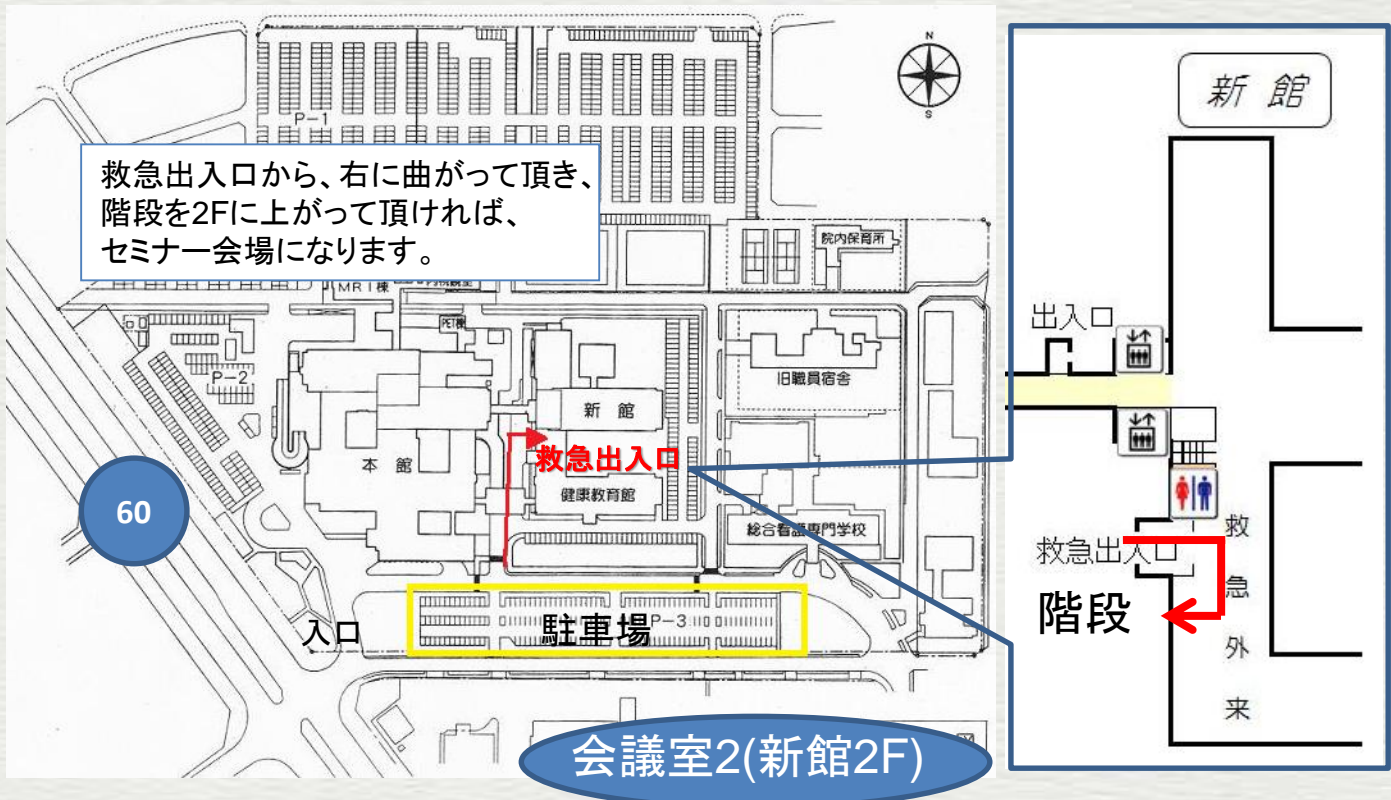 N
S
P-1
救急出入口から、右に曲がって頂き、
階段を2Fに上がって頂ければ、
セミナー会場になります。
院内保育所
MRI棟
PET棟
P-2
旧職員宿舎
新 館
本 館
救急出入口
健康教育館
60
総合看護専門学校
入口
駐車場
P-3
会議室2(新館2F)
新 館
出入口
救急出入口
階段
救急外来